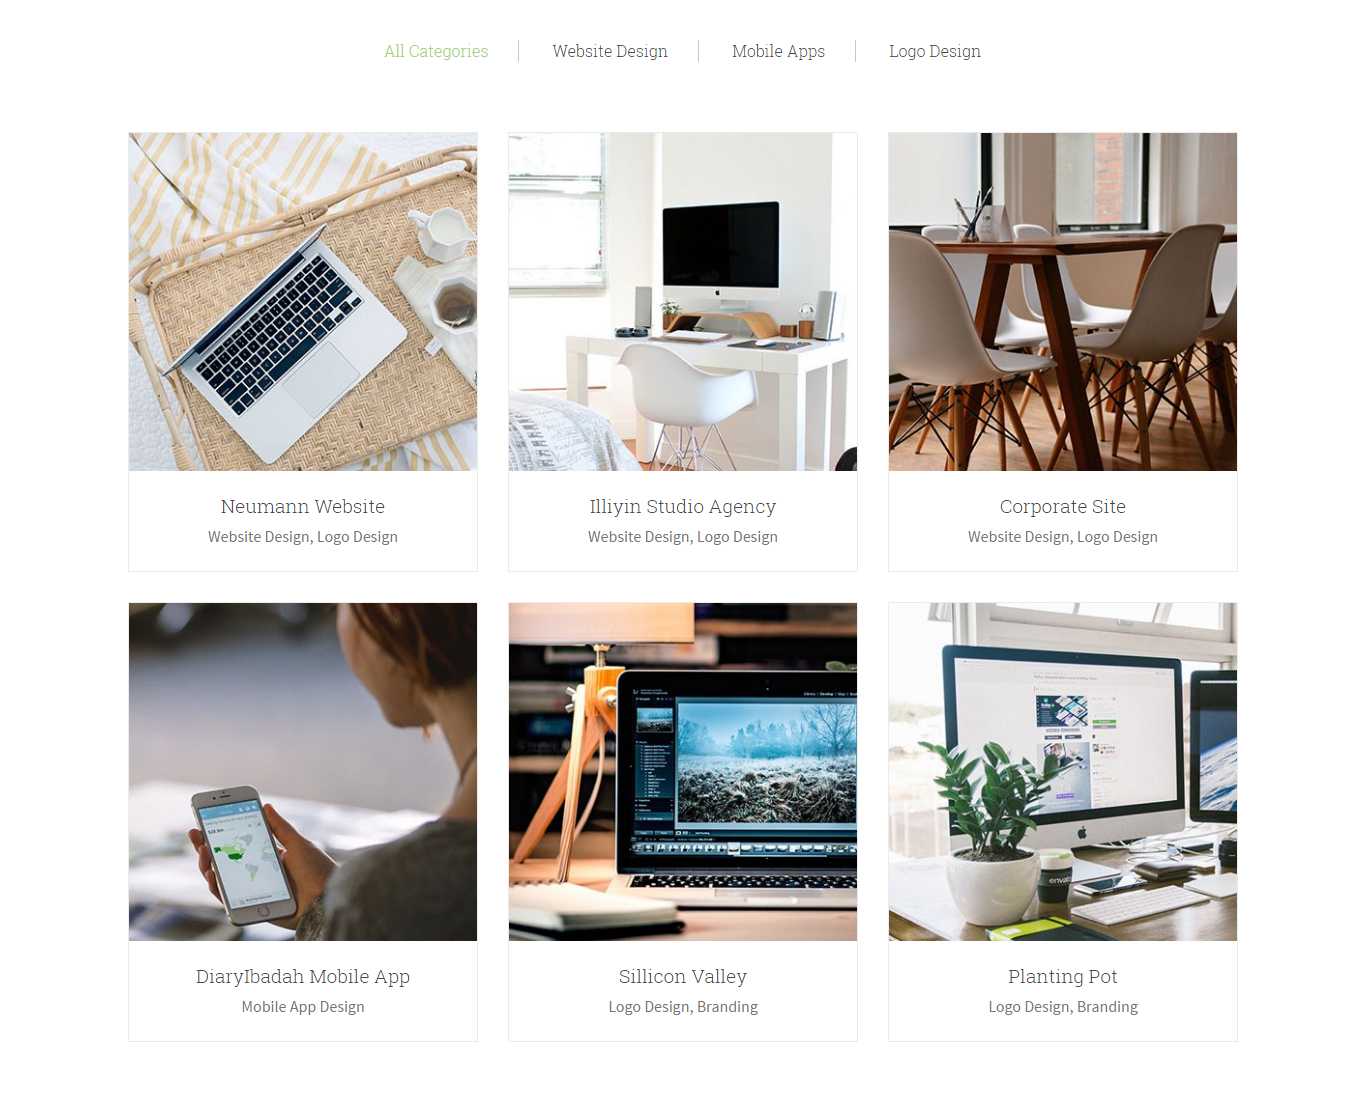 All Categories
Website Design
Mobile Apps
Logo Design
Neumann Website
Website Design, Logo Design
Illiyin Studio Agency
Website Design, Logo Design
Corporate Site
Website Design, Logo Design
envato
DiaryIbadah Mobile App
Mobile App Design
Sillicon Valley
Logo Design, Branding
Planting Pot
Logo Design, Branding